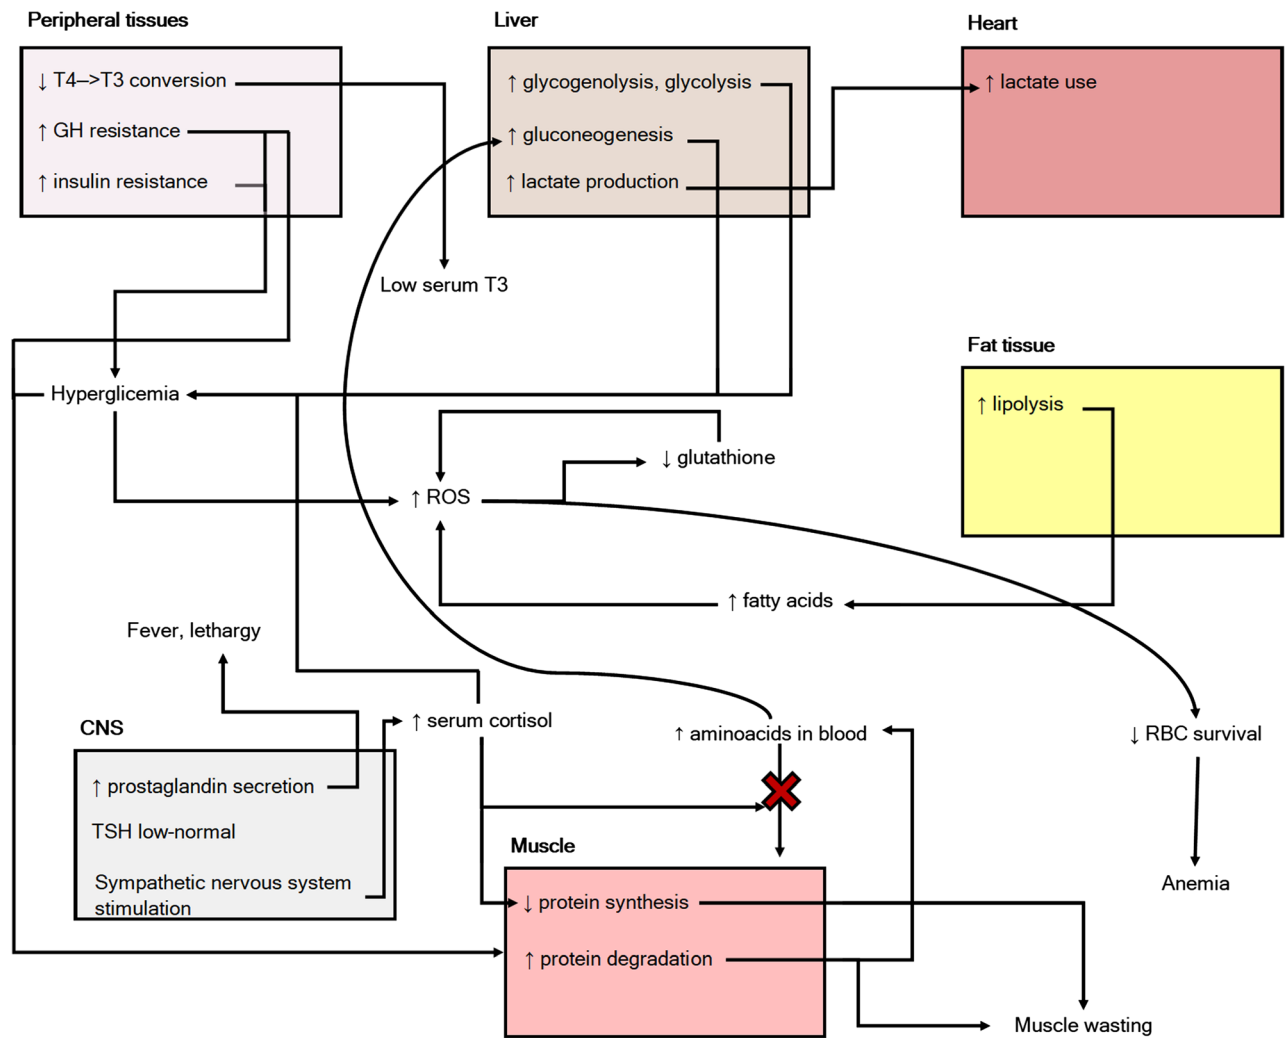 Peripheral tissues
↓ T4–>T3 conversion
↑ GH resistance
↑ insulin resistance
Liver
↑ glycogenolysis, glycolysis
↑ gluconeogenesis
↑ lactate production
Heart
↑ lactate use
Low serum T3
Fat tissue
↑ lipolysis
Hyperglicemia
↓ glutathione
↑ ROS
↑ fatty acids
Fever, lethargy
CNS
↑ prostaglandin secretion
TSH low-normal
Sympathetic nervous system
stimulation
↑ serum cortisol
↑ aminoacids in blood
↓ RBC survival
Muscle
↓ protein synthesis
↑ protein degradation
Anemia
Muscle wasting